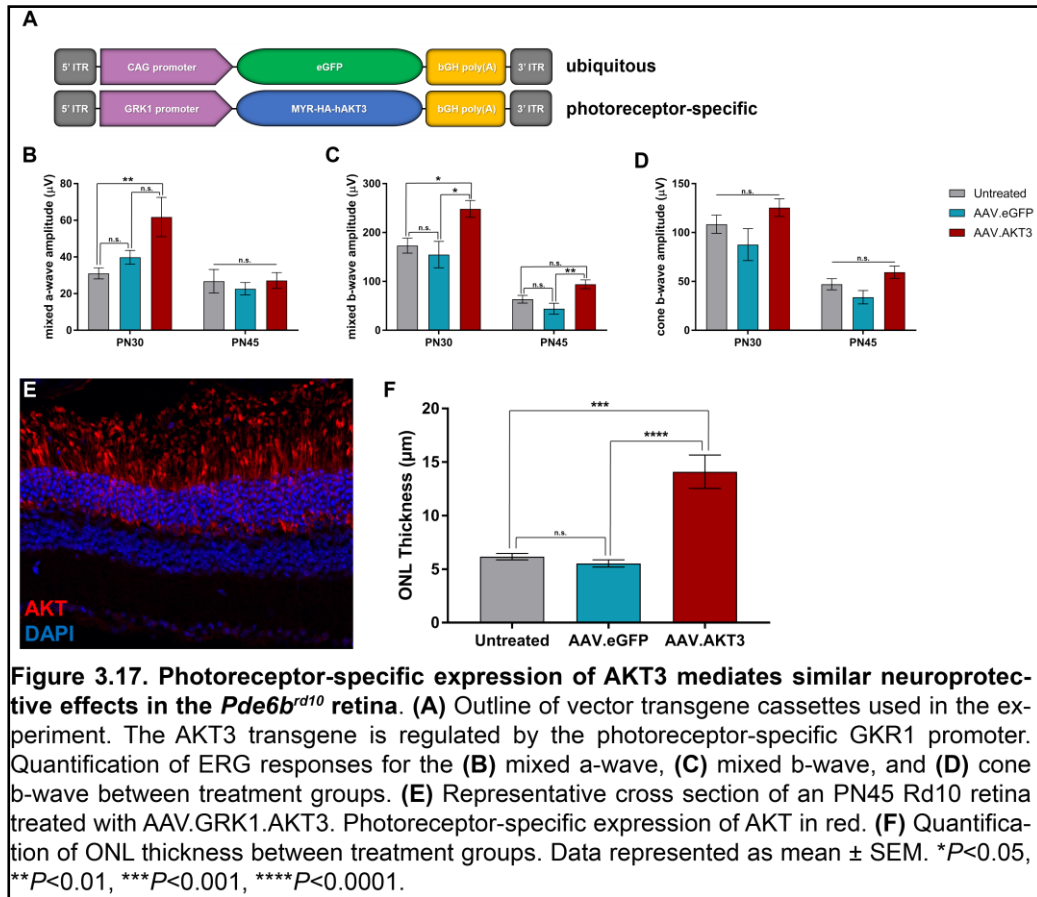 A
5' ITR CAG promoter eGFP bGH poly(A) 3' ITR ubiquitous
5' ITR GRK1 promoter MYR-HA-hAKT3 bGH poly(A) 3' ITR photoreceptor-specific
B
mixed a-wave amplitude (µV)
80
60
40
20
0
**
n.s.
n.s.
n.s.
PN30 PN45
C
mixed b-wave amplitude (µV)
300
200
100
0
*
*
n.s.
n.s.
n.s.
**
PN30 PN45
D
cone b-wave amplitude (µV)
150
100
50
0
n.s.
n.s.
PN30 PN45
Untreated
AAV.eGFP
AAV.AKT3
E
AKT
DAPI
F
ONL Thickness (µm)
20
15
10
5
0
***
****
n.s.
Untreated AAV.eGFP AAV.AKT3
Figure 3.17. Photoreceptor-specific expression of AKT3 mediates similar neuroprotec-
tive effects in the Pde6brd10 retina. (A) Outline of vector transgene cassettes used in the ex-
periment. The AKT3 transgene is regulated by the photoreceptor-specific GKR1 promoter.
Quantification of ERG responses for the (B) mixed a-wave, (C) mixed b-wave, and (D) cone
b-wave between treatment groups. (E) Representative cross section of an PN45 Rd10 retina
treated with AAV.GRK1.AKT3. Photoreceptor-specific expression of AKT in red. (F) Quantifica-
tion of ONL thickness between treatment groups. Data represented as mean ± SEM. *P<0.05,
**P<0.01, ***P<0.001, ****P<0.0001.